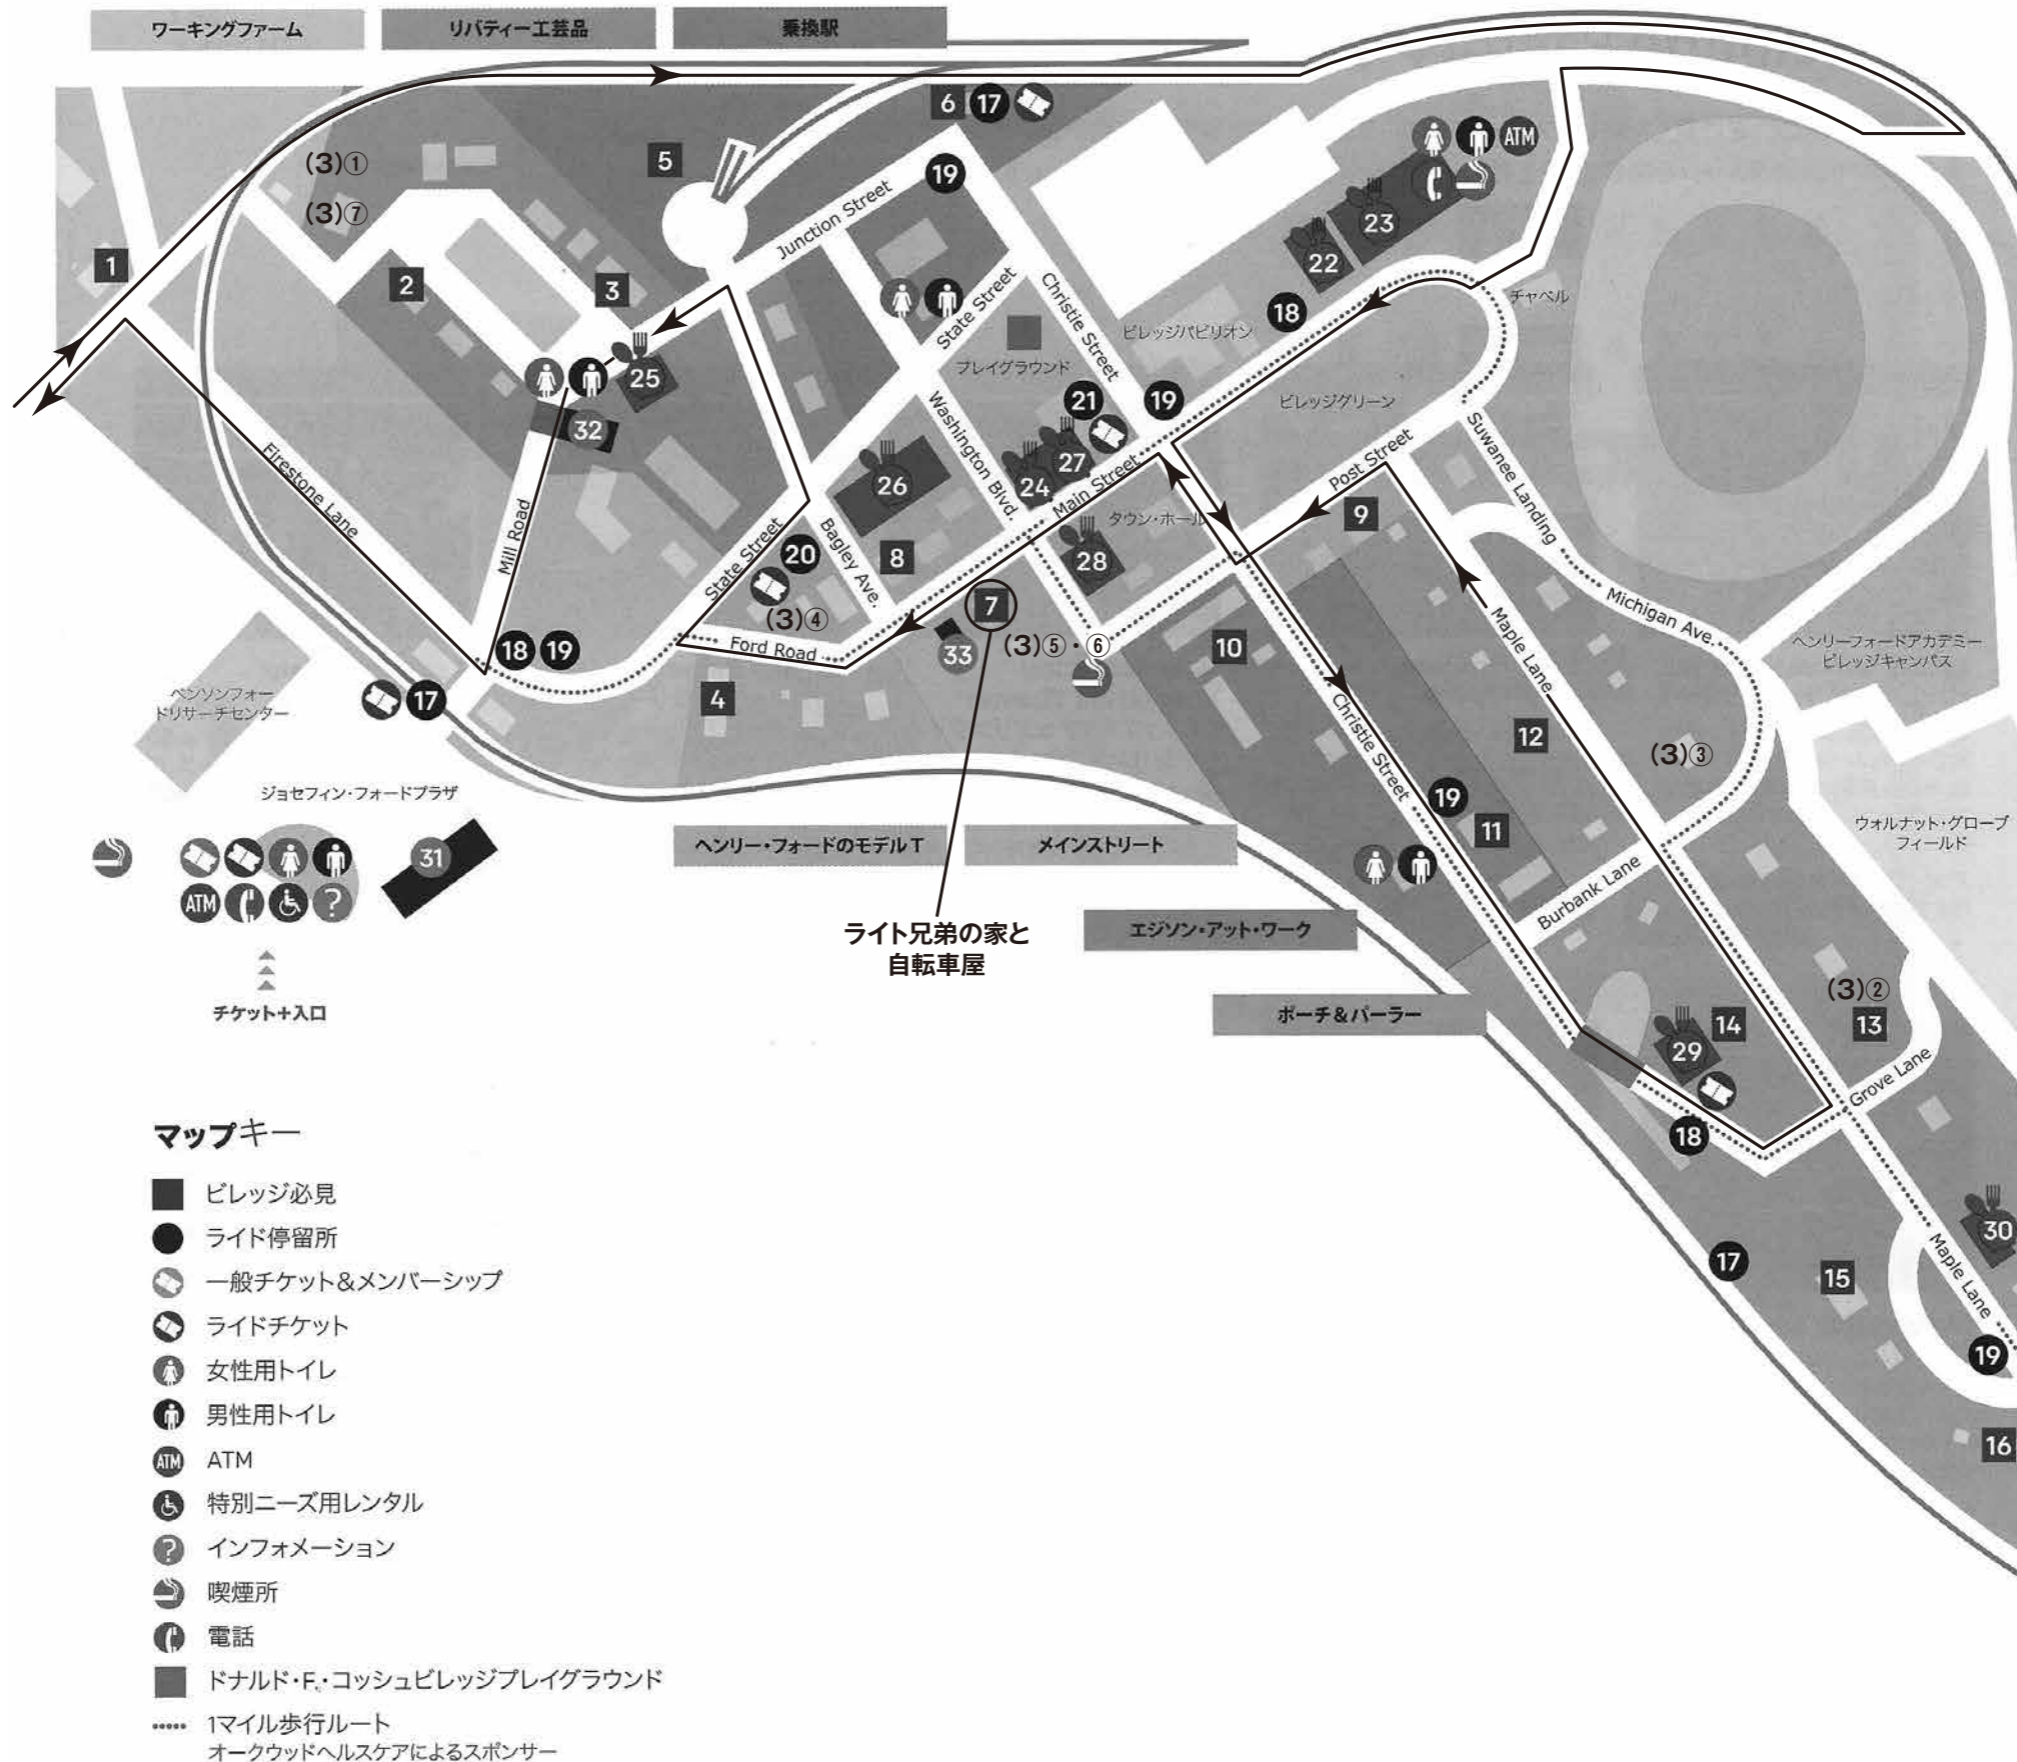 ワーキングファーム
リバティー工芸品
乗換駅
6
17
ATM
(3)①
(3)⑦
5
19
Junction Street
23
22
1
2
3
18
チャペル
State Street
Christie Street
ビレッジパビリオン
プレイグラウンド
25
32
21
19
ビレッジグリーン
Firestone Lane
Mill Road
26
Washington Blvd.
24
27
Main Street
タウン・ホール
Post Street
Suwanee Landing
9
State Street
20
Bagley Ave.
8
28
(3)④
7
Ford Road
33
(3)⑤・⑥
10
Michigan Ave.
Maple Lane
ヘンリーフォードアカデミー
ビレッジキャンパス
18
19
17
ベンソンフォー
ドリサーチセンター
4
Christie Street
12
(3)③
ジョセフィン・フォードプラザ
31
ATM
?
チケット+入口
ヘンリー・フォードのモデルT
メインストリート
19
11
ウォルナット・グローブ
フィールド
Burbank Lane
ライト兄弟の家と
自転車屋
エジソン・アット・ワーク
ポーチ&パーラー
(3)②
13
14
29
Grove Lane
18
17
15
30
Maple Lane
19
16
マップキー
ビレッジ必見
ライド停留所
一般チケット&メンバーシップ
ライドチケット
女性用トイレ
男性用トイレ
ATM ATM
特別ニーズ用レンタル
? インフォメーション
喫煙所
電話
ドナルド・F.・コッシュビレッジプレイグラウンド
1マイル歩行ルート
オークウッドヘルスケアによるスポンサー